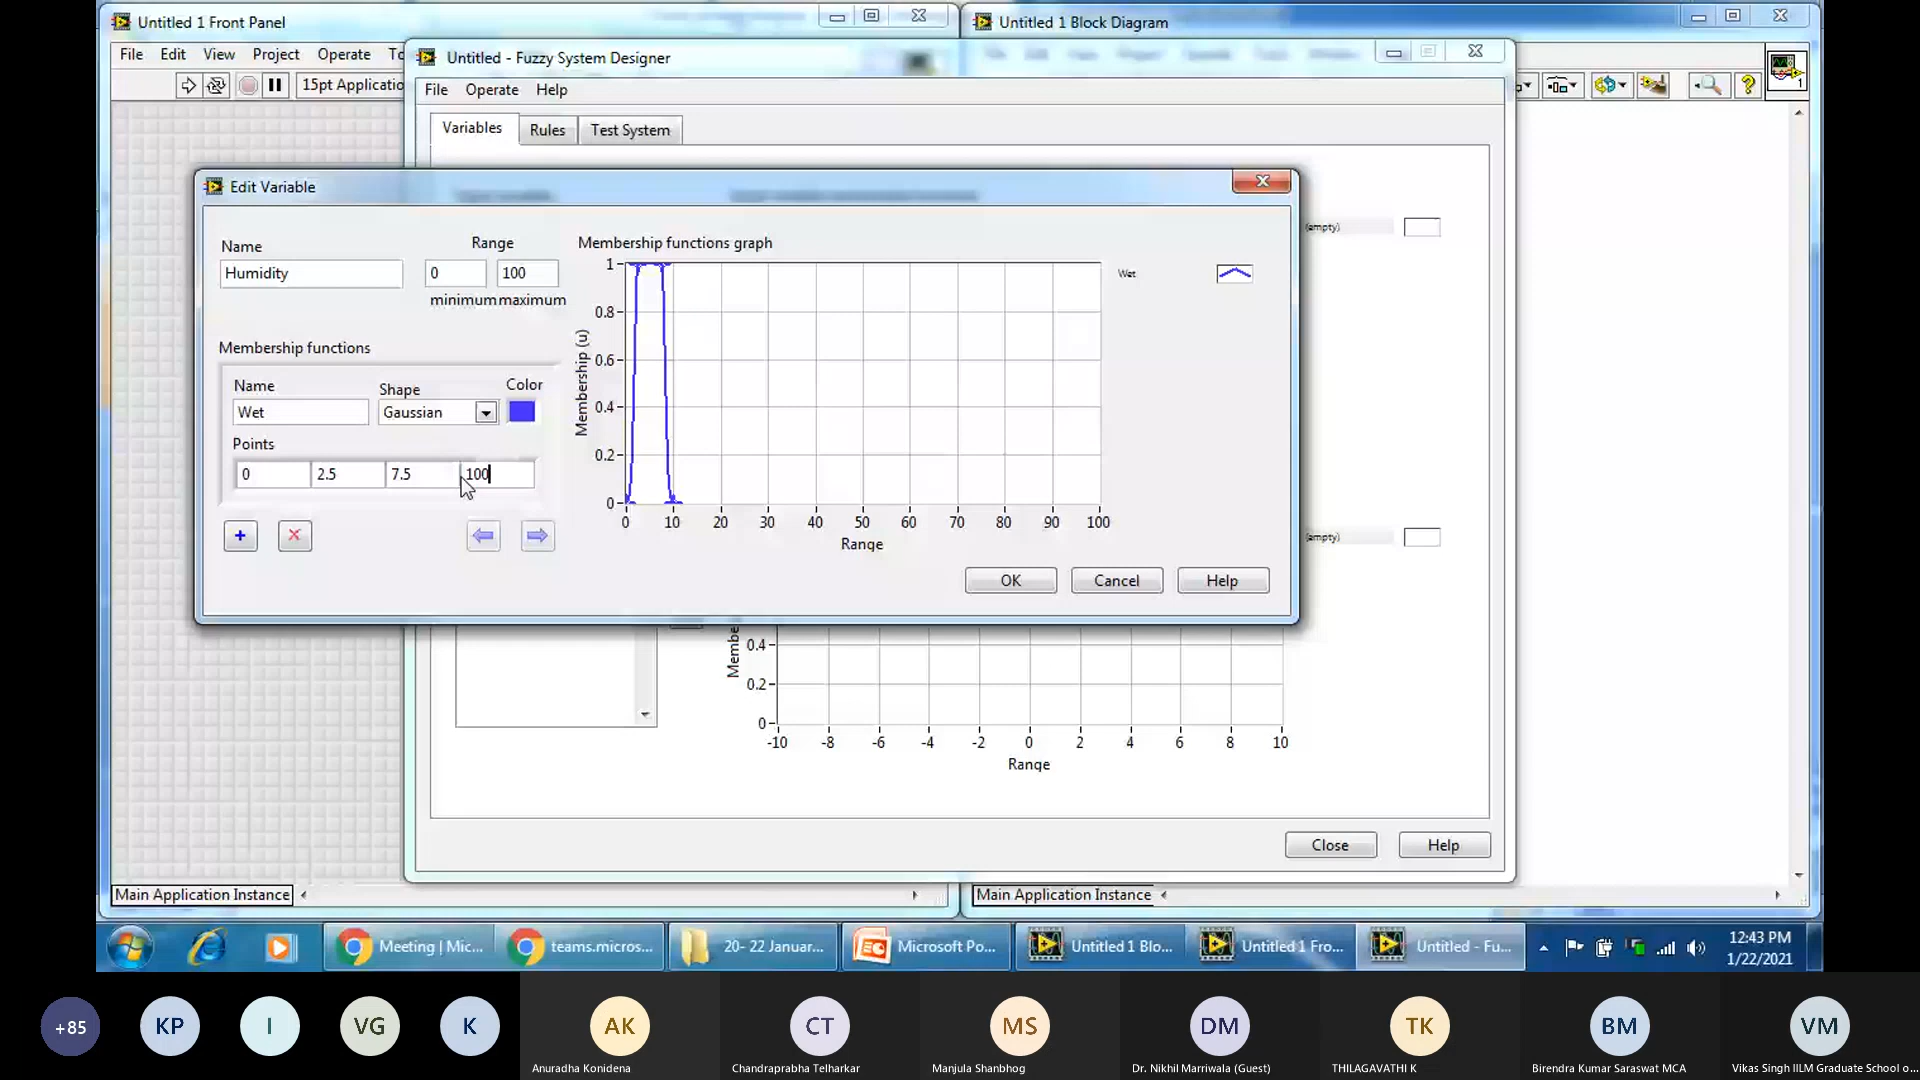 Untitled 1 Front Panel
Untitled 1 Block Diagram
File Edit View Project Operate To
15pt Applicatio
Untitled - Fuzzy System Designer
File Operate Help
Variables Rules Test System
Edit Variable
Name
Range
Membership functions graph
Humidity
0
100
minimum maximum
Wet
(empty)
Membership functions
Name
Shape
Color
Wet
Gaussian
Points
0 2.5 7.5 100
Membership (u)
1
0.8
0.6
0.4
0.2
0
0 10 20 30 40 50 60 70 80 90 100
Range
(empty)
OK Cancel Help
Membe
0.4
0.2
0
-10 -8 -6 -4 -2 0 2 4 6 8 10
Range
Close Help
Main Application Instance
Main Application Instance
Meeting | Mic...
teams.micros...
20- 22 Januar...
Microsoft Po...
Untitled 1 Blo...
Untitled 1 Fro...
Untitled - Fu...
12:43 PM
1/22/2021
+85 KP I VG K AK CT MS DM TK BM VM
Anuradha Konidena
Chandraprabha Telharkar
Manjula Shanbhog
Dr. Nikhil Marriwala (Guest)
THILAGAVATHI K
Birendra Kumar Saraswat MCA
Vikas Singh IILM Graduate School o...